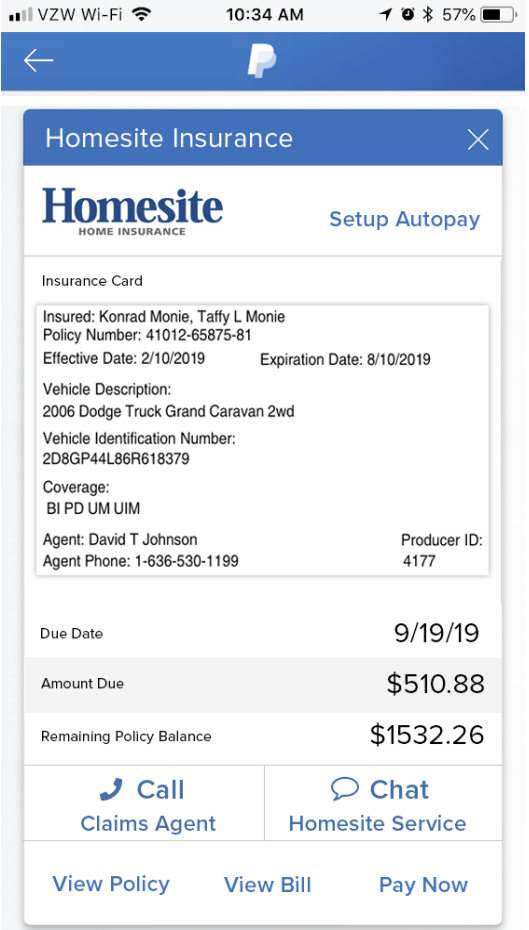 VZW Wi-Fi 10:34 AM 57%
Homesite Insurance
Homesite
HOME INSURANCE
Setup Autopay
Insurance Card
Insured: Konrad Monie, Taffy L Monie
Policy Number: 41012-65875-81
Effective Date: 2/10/2019 Expiration Date: 8/10/2019
Vehicle Description:
2006 Dodge Truck Grand Caravan 2wd
Vehicle Identification Number:
2D8GP44L86R618379
Coverage:
BI PD UM UIM
Agent: David T Johnson Producer ID:
Agent Phone: 1-636-530-1199 4177
Due Date 9/19/19
Amount Due $510.88
Remaining Policy Balance $1532.26
Call Chat
Claims Agent Homesite Service
View Policy View Bill Pay Now